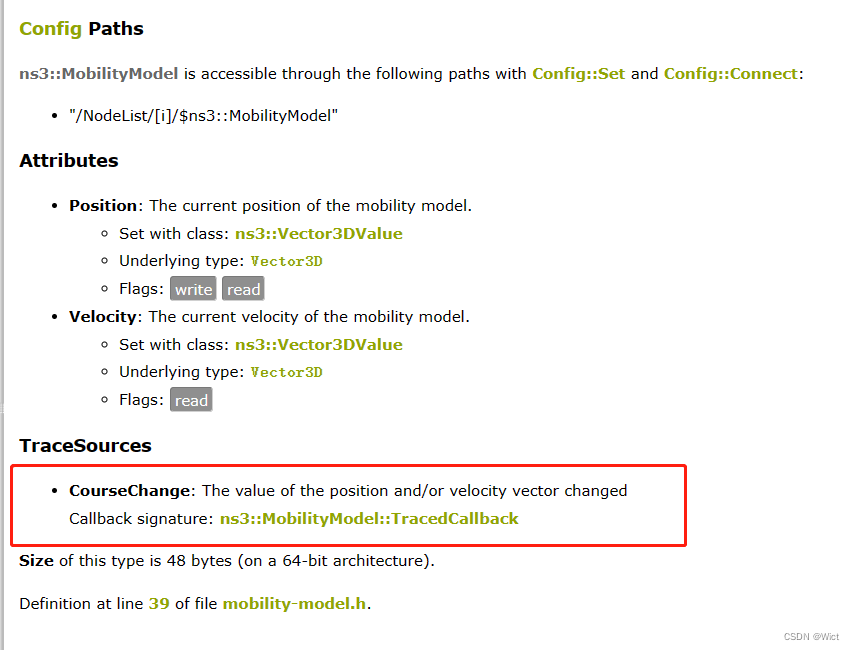 Config Paths
ns3::MobilityModel is accessible through the following paths with Config::Set and Config::Connect:
• "/NodeList/[i]/$ns3::MobilityModel"
Attributes
• Position: The current position of the mobility model.
◦ Set with class: ns3::Vector3DValue
◦ Underlying type: Vector3D
◦ Flags: write read
• Velocity: The current velocity of the mobility model.
◦ Set with class: ns3::Vector3DValue
◦ Underlying type: Vector3D
◦ Flags: read
TraceSources
• CourseChange: The value of the position and/or velocity vector changed
Callback signature: ns3::MobilityModel::TracedCallback
Size of this type is 48 bytes (on a 64-bit architecture).
Definition at line 39 of file mobility-model.h.
CSDN @Wict